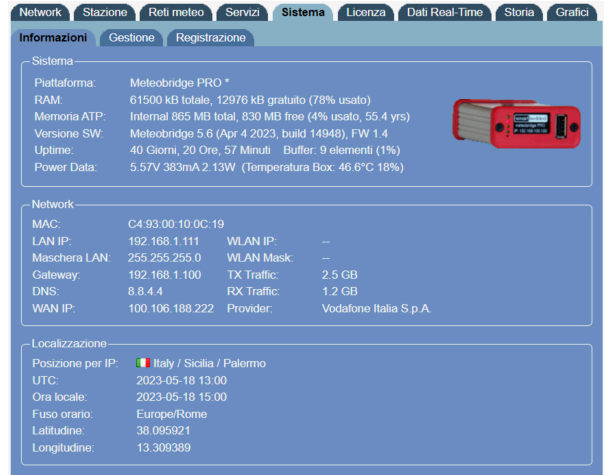 Network Stazione Reti meteo Servizi Sistema Licenza Dati Real-Time Storia Grafici
Informazioni Gestione Registrazione
Sistema
Piattaforma: Meteobridge PRO *
RAM: 61500 kB totale, 12976 kB gratuito (78% usato)
Memoria ATP: Internal 865 MB total, 830 MB free (4% usato, 55.4 yrs)
Versione SW: Meteobridge 5.6 (Apr 4 2023, build 14948), FW 1.4
Uptime: 40 Giorni, 20 Ore, 57 Minuti Buffer: 9 elementi (1%)
Power Data: 5.57V 383mA 2.13W (Temperatura Box: 46.6°C 18%)
Network
MAC: C4:93:00:10:0C:19
LAN IP: 192.168.1.111 WLAN IP: --
Maschera LAN: 255.255.255.0 WLAN Mask: --
Gateway: 192.168.1.100 TX Traffic: 2.5 GB
DNS: 8.8.4.4 RX Traffic: 1.2 GB
WAN IP: 100.106.188.222 Provider: Vodafone Italia S.p.A.
Localizzazione
Posizione per IP: Italy / Sicilia / Palermo
UTC: 2023-05-18 13:00
Ora locale: 2023-05-18 15:00
Fuso orario: Europe/Rome
Latitudine: 38.095921
Longitudine: 13.309389